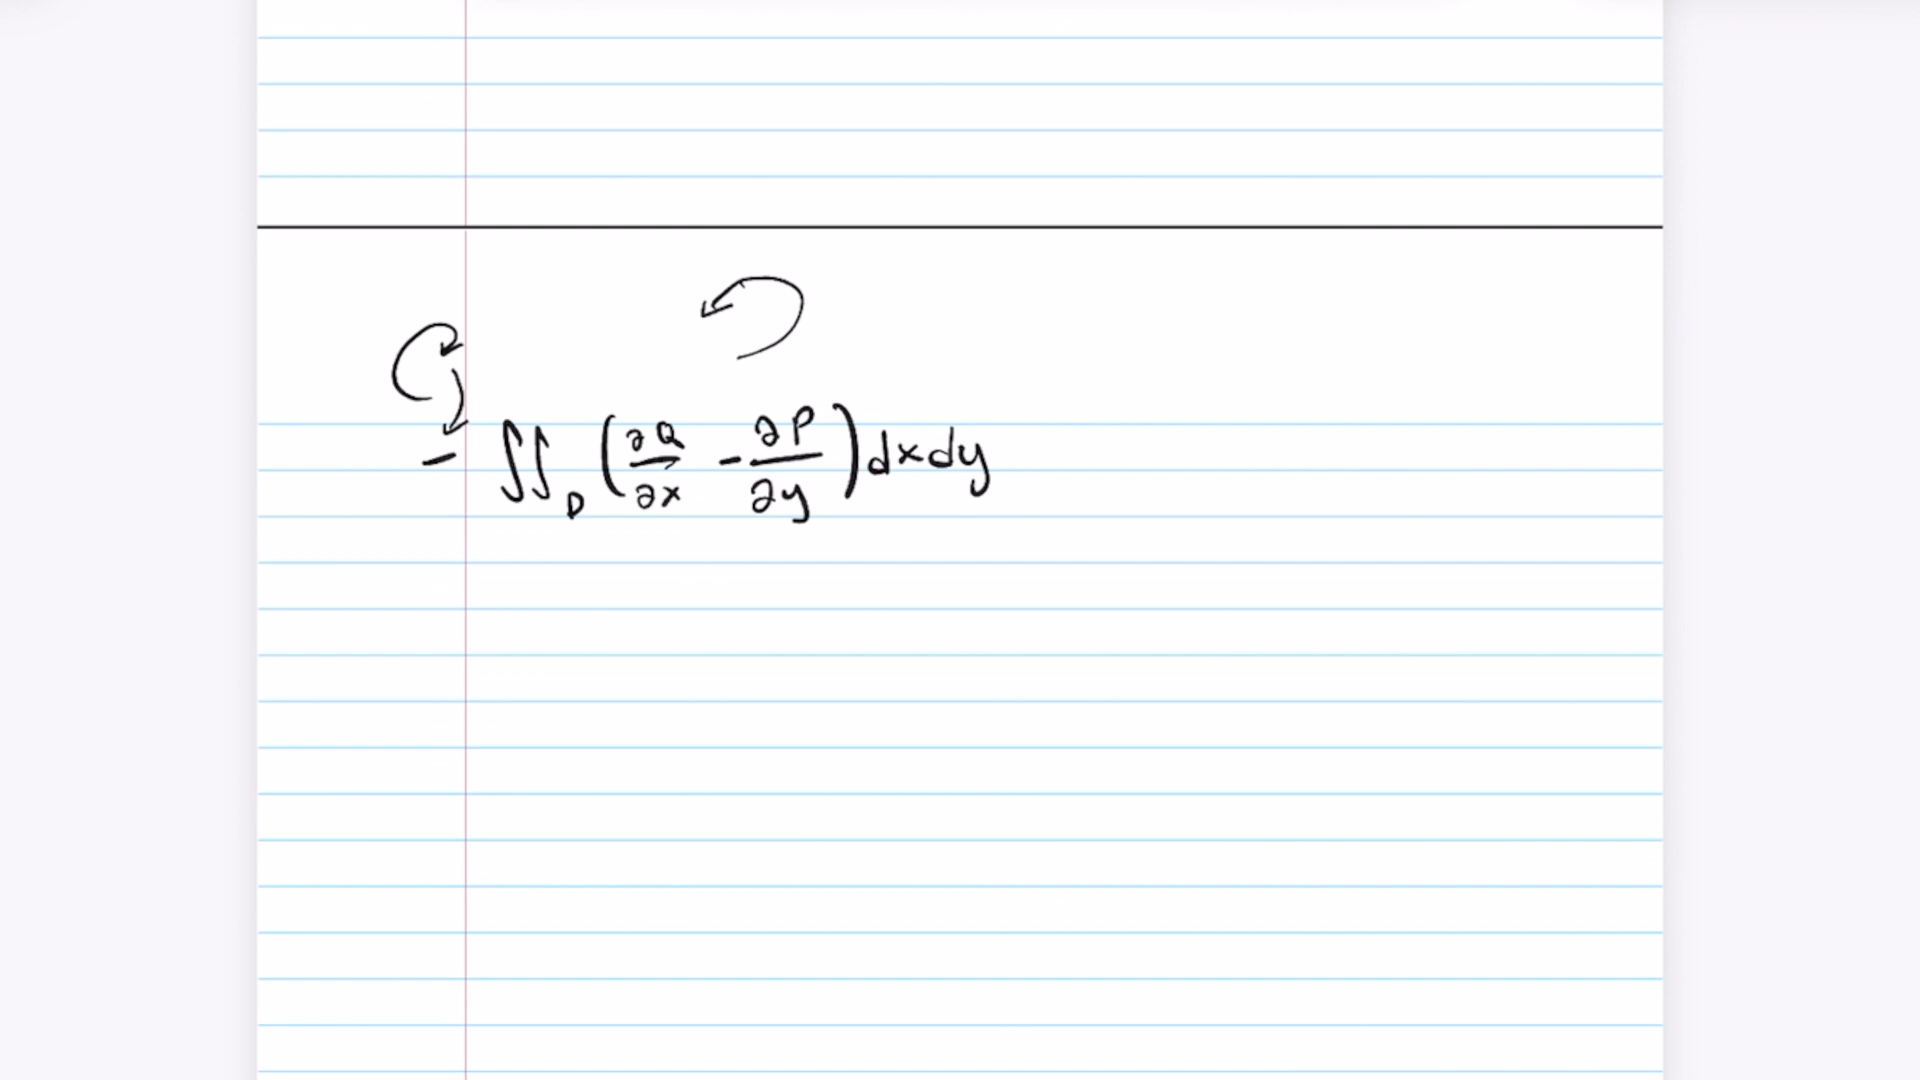 - ∬_D (∂Q/∂x - ∂P/∂y) dxdy